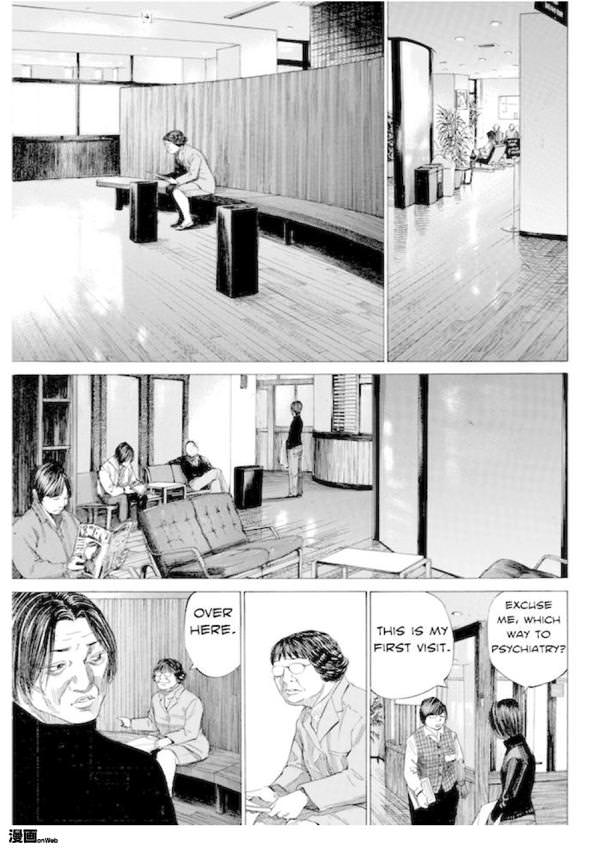 EXCUSE
ME, WHICH
WAY TO
PSYCHIATRY?
THIS IS MY
FIRST VISIT.
OVER
HERE.
漫画onWeb